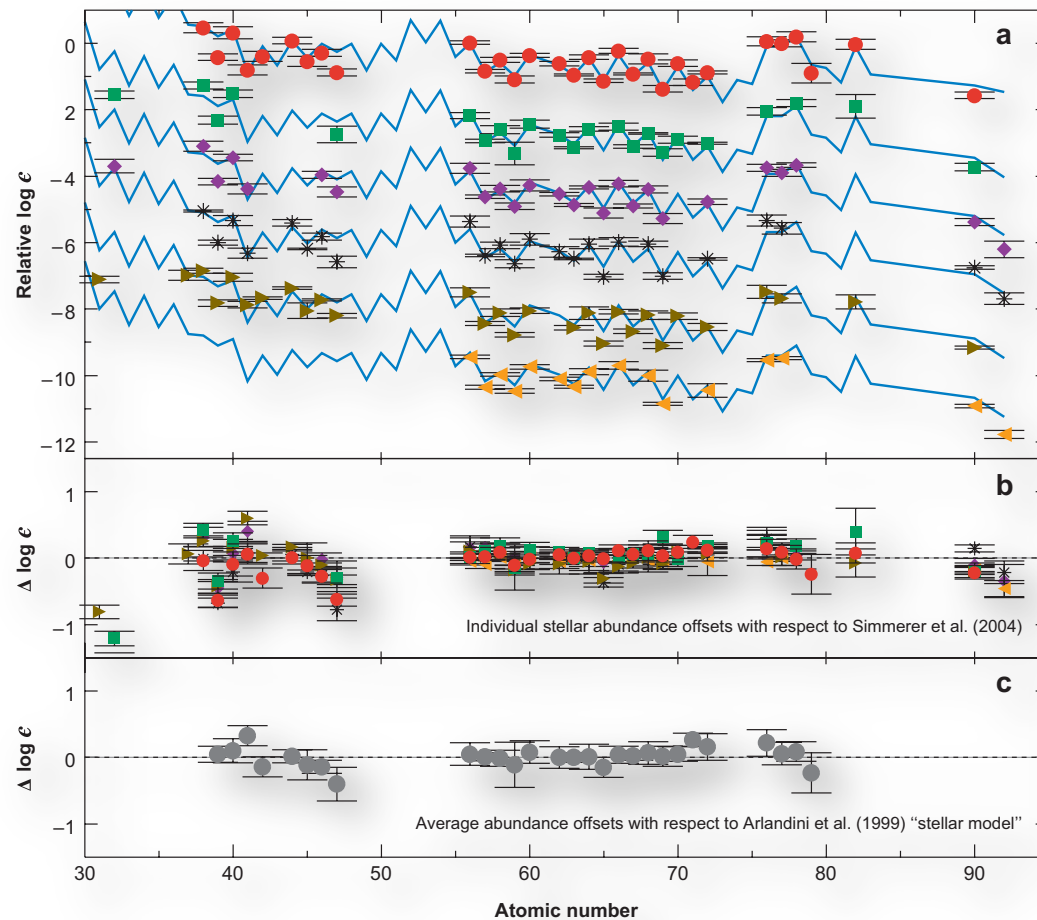 a
0
2
−4
−6
−8
−10
−12
Relative log ϵ
b
1
0
−1
Δ log ϵ
Individual stellar abundance offsets with respect to Simmerer et al. (2004)
c
1
0
−1
Δ log ϵ
Average abundance offsets with respect to Arlandini et al. (1999) “stellar model”
30 40 50 60 70 80 90
Atomic number